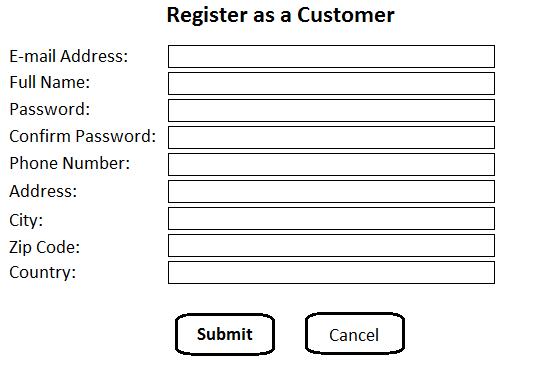 Register as a Customer
E-mail Address:
Full Name:
Password:
Confirm Password:
Phone Number:
Address:
City:
Zip Code:
Country:
Submit Cancel